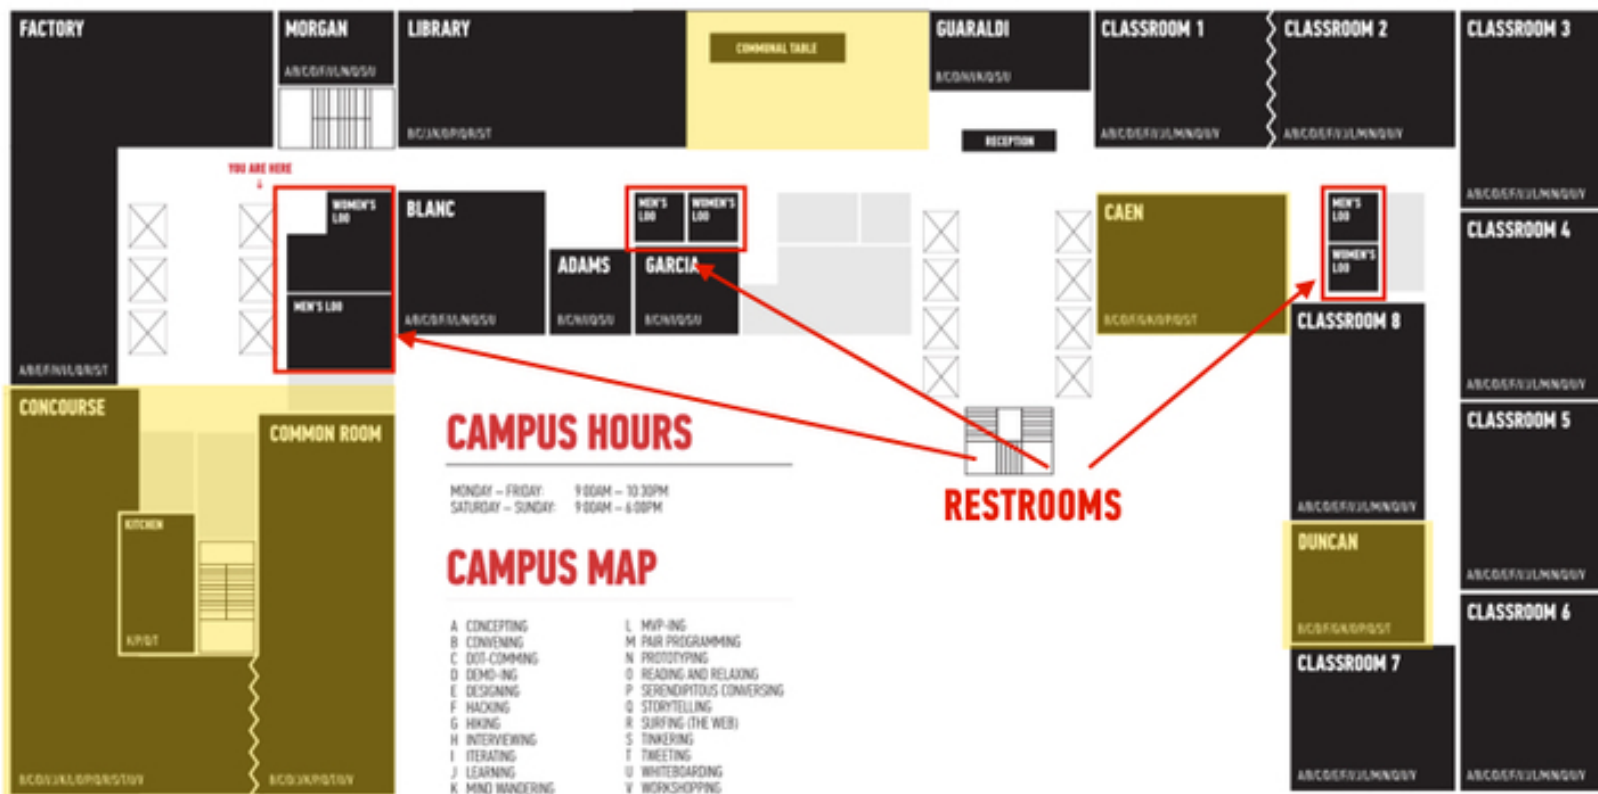 FACTORY
MORGAN
LIBRARY
COMMUNAL TABLE
GUARALDI
CLASSROOM 1
CLASSROOM 2
CLASSROOM 3
RECEPTION
YOU ARE HERE
WOMEN'S
LOO
MEN'S LOO
BLANC
ADAMS
MEN'S
LOO
WOMEN'S
LOO
GARCIA
CAEN
MEN'S
LOO
WOMEN'S
LOO
CLASSROOM 4
CLASSROOM 8
CONCOURSE
COMMON ROOM
KITCHEN
K/P/Q/T
CLASSROOM 5
DUNCAN
CLASSROOM 6
CLASSROOM 7
RESTROOMS
CAMPUS HOURS
MONDAY – FRIDAY: 9:00AM – 10:30PM
SATURDAY – SUNDAY: 9:00AM – 6:00PM
CAMPUS MAP
A CONCEPTING
B CONVENING
C DOT-COMMING
D DEMO-ING
E DESIGNING
F HACKING
G HIKING
H INTERVIEWING
I ITERATING
J LEARNING
K MIND WANDERING
L MVP-ING
M PAIR PROGRAMMING
N PROTOTYPING
O READING AND RELAXING
P SERENDIPITOUS CONVERSING
Q STORYTELLING
R SURFING (THE WEB)
S TINKERING
T TWEETING
U WHITEBOARDING
V WORKSHOPPING